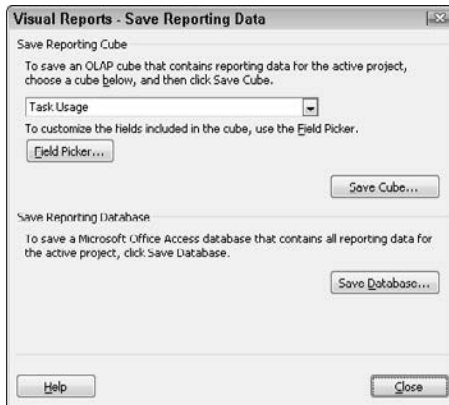 Visual Reports - Save Reporting Data
Save Reporting Cube
To save an OLAP cube that contains reporting data for the active project,
choose a cube below, and then click Save Cube.
Task Usage
To customize the fields included in the cube, use the Field Picker.
Field Picker...
Save Cube...
Save Reporting Database
To save a Microsoft Office Access database that contains all reporting data for
the active project, click Save Database.
Save Database...
Help
Close